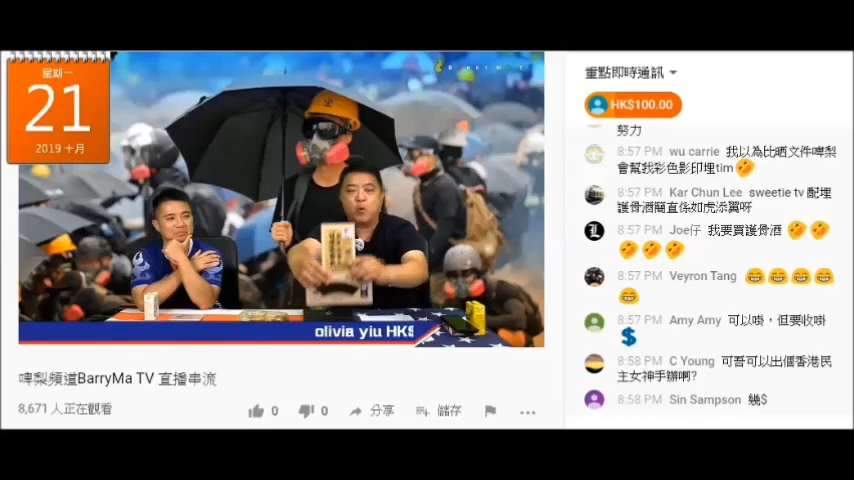 星期一
21
2019 十月
BARRYMATV
olivia yiu HK$
啤梨頻道BarryMa TV 直播串流
8,671 人正在觀看
0
0
分享
儲存
重點即時通訊
HK$100.00
努力
8:57 PM wu carrie 我以為比晒文件啤梨
會幫我彩色影印埋tim🤣
8:57 PM Kar Chun Lee sweetie tv 配埋
護骨酒簡直係如虎添翼呀
8:57 PM Joe仔 我要買護骨酒 🤣🤣
🤣🤣🤣
8:57 PM Veyron Tang 😂😂😂😂
😂
8:57 PM Amy Amy 可以啩，但要收啩
💲
8:58 PM C Young 可吾可以出個香港民
主女神手辦啊?
8:58 PM Sin Sampson 幾$